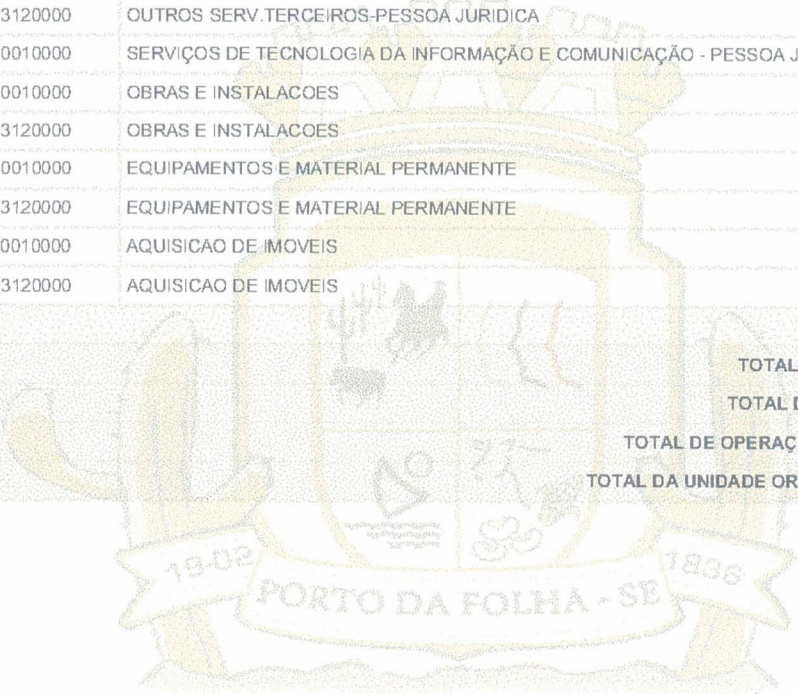 3120000 OUTROS SERV.TERCEIROS-PESSOA JURIDICA
0010000 SERVIÇOS DE TECNOLOGIA DA INFORMAÇÃO E COMUNICAÇÃO - PESSOA J
0010000 OBRAS E INSTALACOES
3120000 OBRAS E INSTALACOES
0010000 EQUIPAMENTOS E MATERIAL PERMANENTE
3120000 EQUIPAMENTOS E MATERIAL PERMANENTE
0010000 AQUISICAO DE IMOVEIS
3120000 AQUISICAO DE IMOVEIS
TOTAL
TOTAL D
TOTAL DE OPERAÇ
TOTAL DA UNIDADE OR
19-02 1836
PORTO DA FOLHA - SE